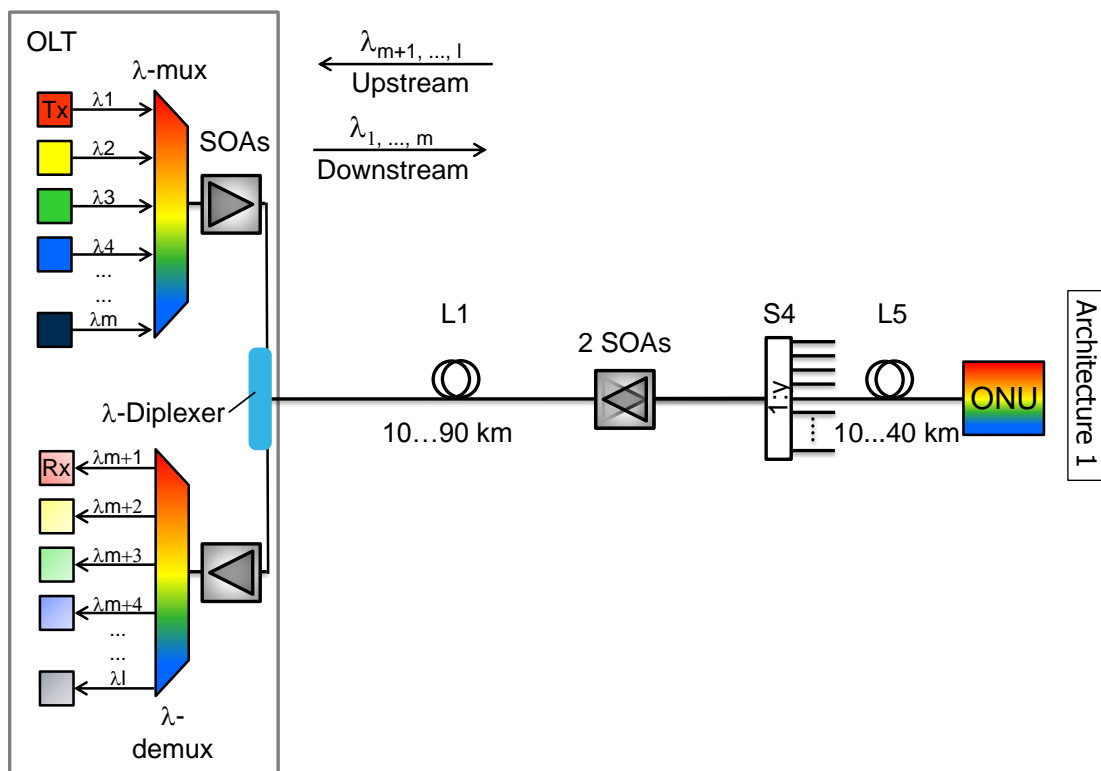 OLT
λ-mux
Tx
λ1
λ2
λ3
λ4
...
...
λm
SOAs
λm+1, ..., l
Upstream
λ1, ..., m
Downstream
λ-Diplexer
L1
10...90 km
2 SOAs
S4
1:y
L5
10...40 km
ONU
Architecture 1
Rx
λm+1
λm+2
λm+3
λm+4
...
...
λl
λ-
demux